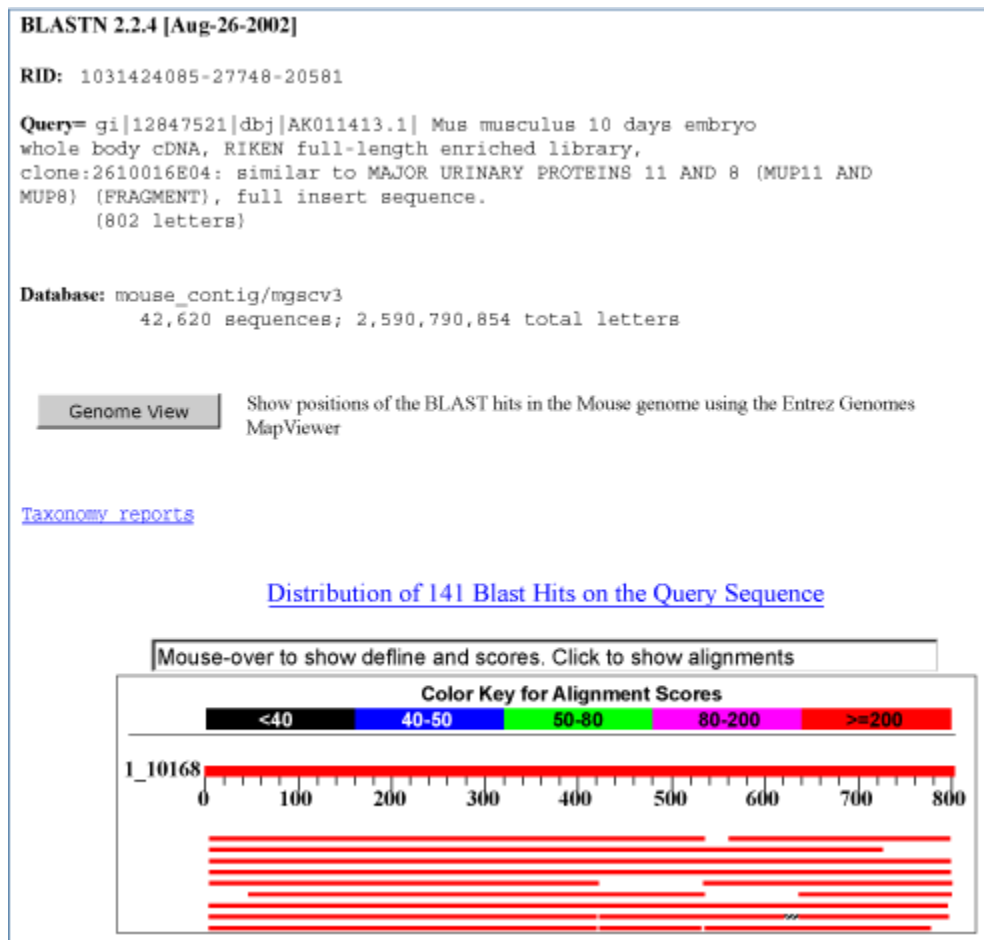 BLASTN 2.2.4 [Aug-26-2002]
RID: 1031424085-27748-20581
Query= gi|12847521|dbj|AK011413.1| Mus musculus 10 days embryo
whole body cDNA, RIKEN full-length enriched library,
clone:2610016E04: similar to MAJOR URINARY PROTEINS 11 AND 8 (MUP11 AND
MUP8) (FRAGMENT), full insert sequence.
(802 letters)
Database: mouse_contig/mgscv3
42,620 sequences; 2,590,790,854 total letters
Genome View
Show positions of the BLAST hits in the Mouse genome using the Entrez Genomes
MapViewer
Taxonomy reports
Distribution of 141 Blast Hits on the Query Sequence
Mouse-over to show defline and scores. Click to show alignments
Color Key for Alignment Scores
<40 40-50 50-80 80-200 >=200
1_10168
0 100 200 300 400 500 600 700 800